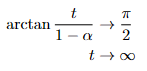 arctan t/(1 − α) → π/2
t → ∞